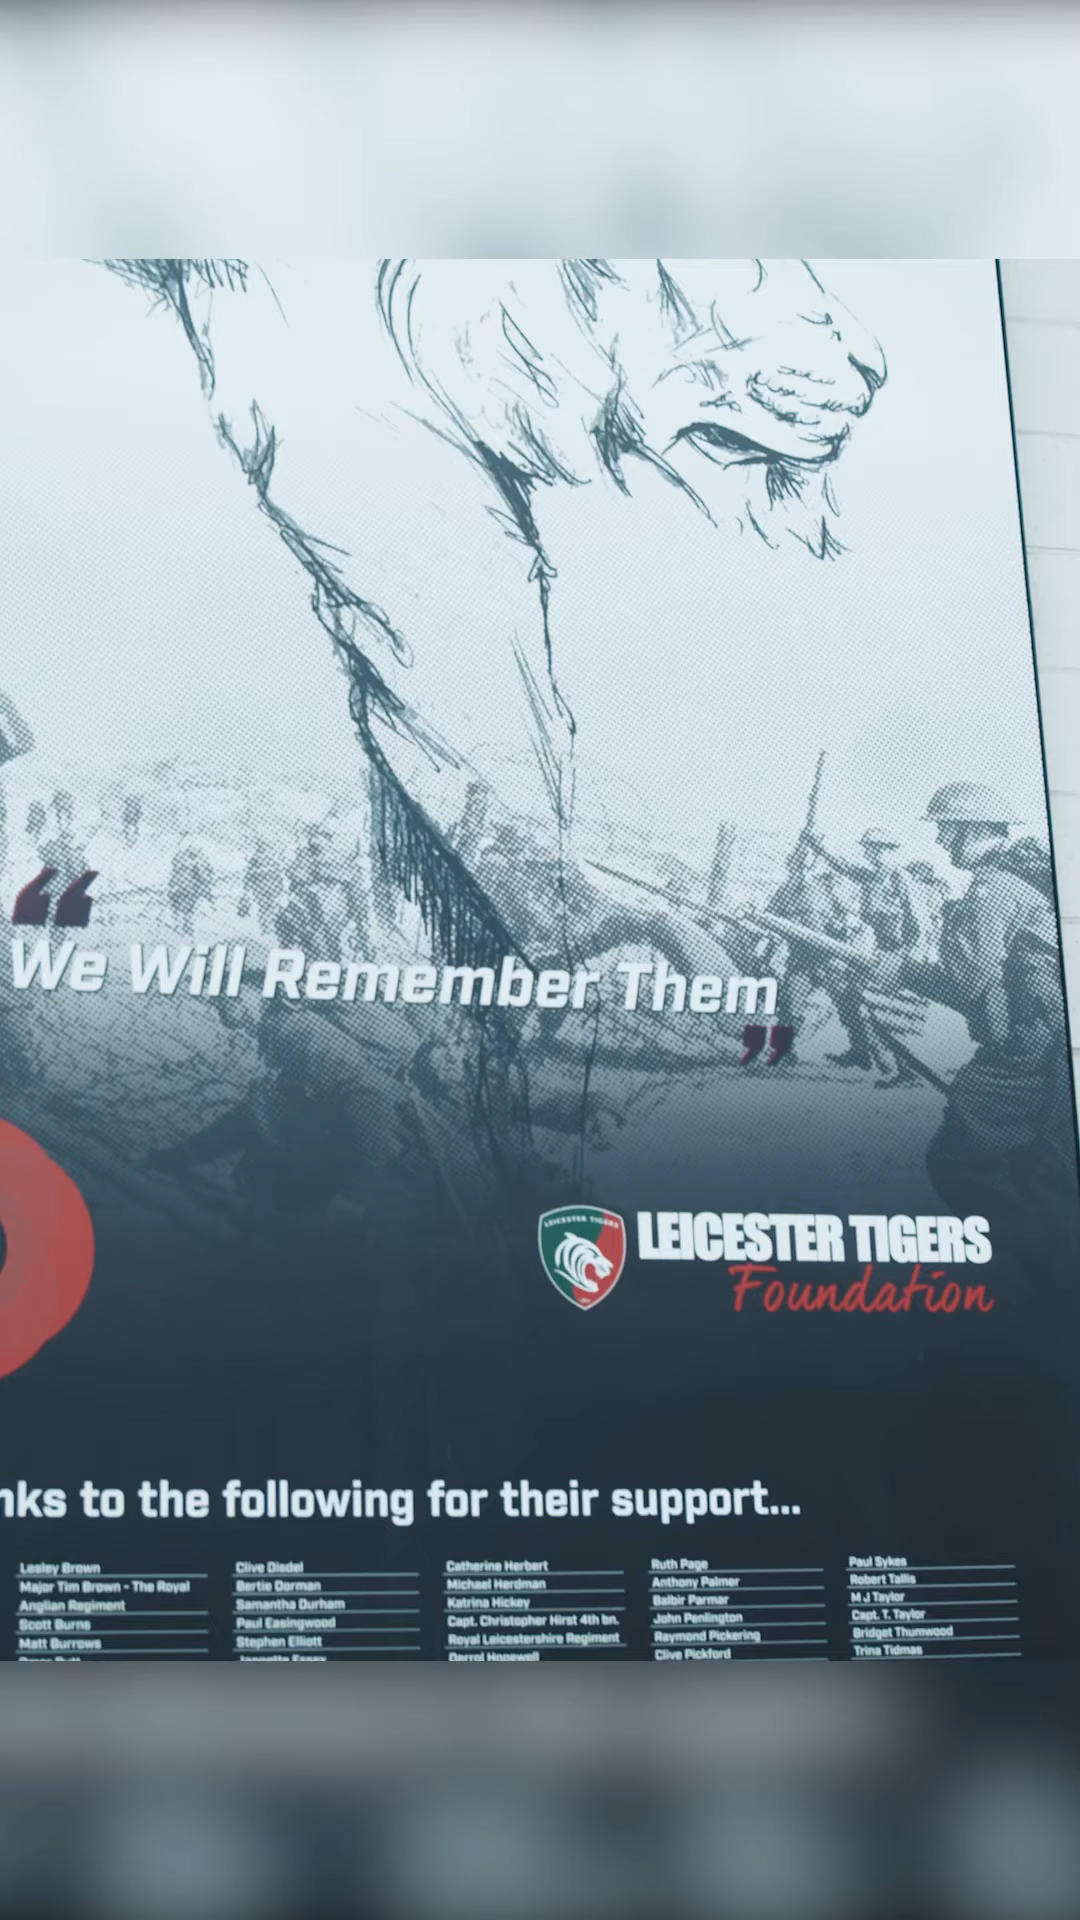 “
We Will Remember Them
”
LEICESTER TIGERS
LEICESTER TIGERS
Foundation
nks to the following for their support...
Lesley Brown
Major Tim Brown - The Royal
Anglian Regiment
Scott Burns
Matt Burrows
Clive Disdel
Bertie Dorman
Samantha Durham
Paul Easingwood
Stephen Elliott
Catherine Herbert
Michael Herdman
Katrina Hickey
Capt. Christopher Hirst 4th bn.
Royal Leicestershire Regiment
Ruth Page
Anthony Palmer
Balbir Parmar
John Penlington
Raymond Pickering
Clive Pickford
Paul Sykes
Robert Tallis
M J Taylor
Capt. T. Taylor
Bridget Thumwood
Trina Tidmas